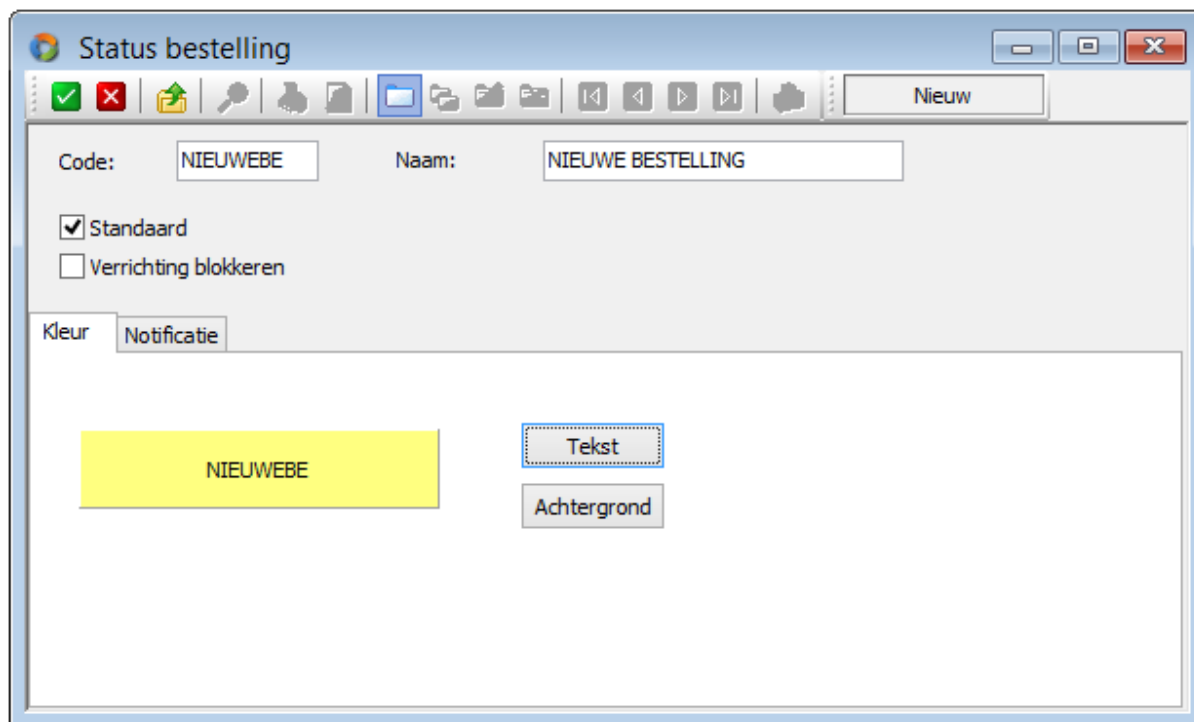 Status bestelling
Nieuw
Code: NIEUWEBE Naam: NIEUWE BESTELLING
Standaard
Verrichting blokkeren
Kleur Notificatie
NIEUWEBE Tekst
Achtergrond